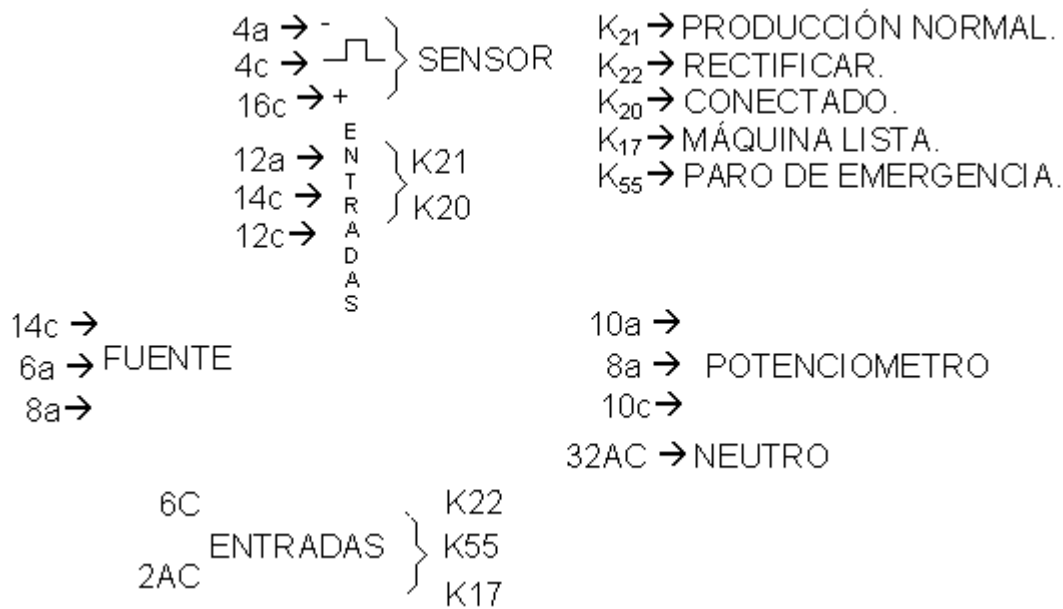 4a → -
4c → SENSOR
16c → +
ENTRADAS
12a → K21
14c → K20
12c →
K21 → PRODUCCIÓN NORMAL.
K22 → RECTIFICAR.
K20 → CONECTADO.
K17 → MÁQUINA LISTA.
K55 → PARO DE EMERGENCIA.
14c →
6a → FUENTE
8a →
10a →
8a → POTENCIOMETRO
10c →
32AC → NEUTRO
6C K22
ENTRADAS K55
2AC K17